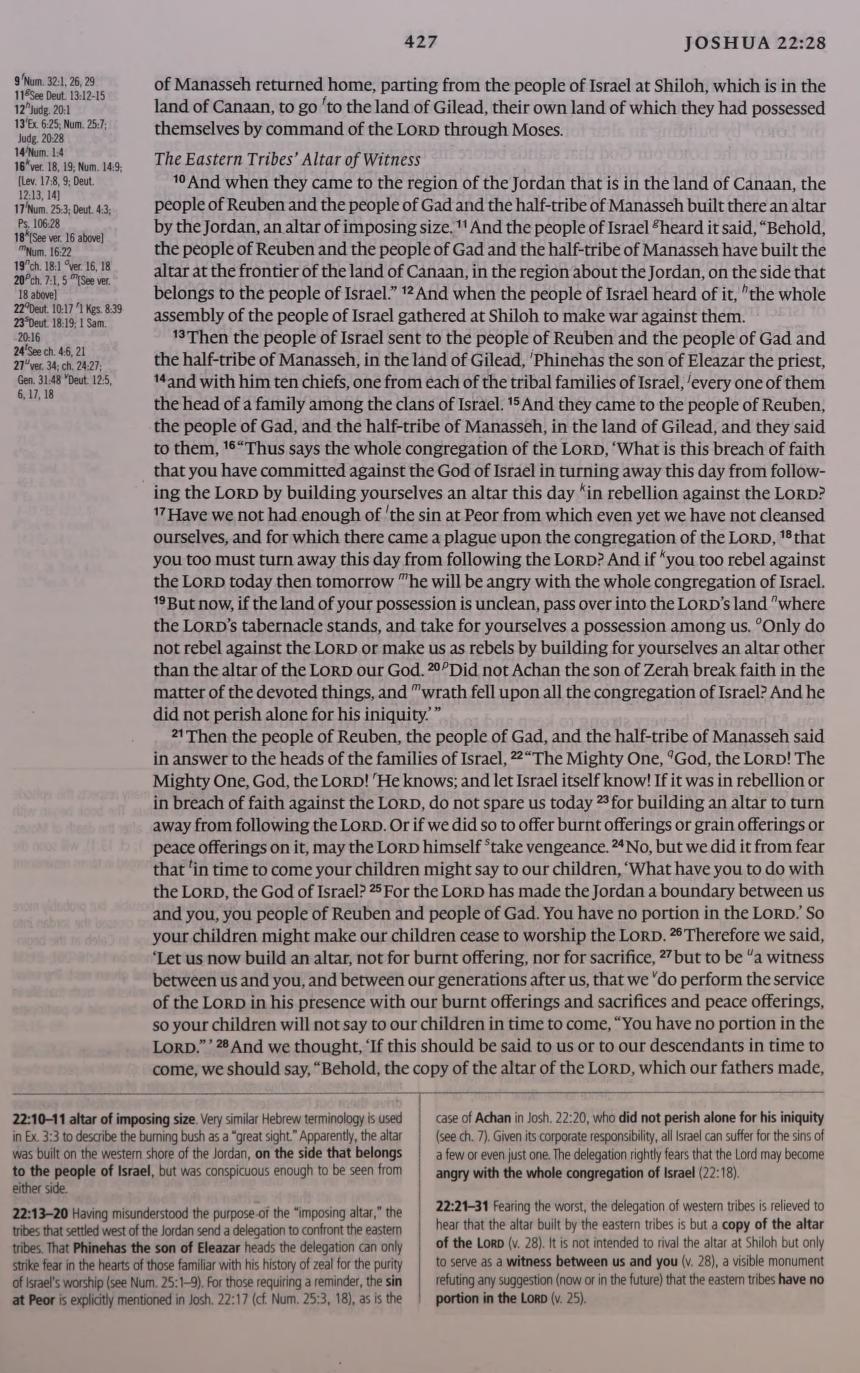 427
JOSHUA 22:28
9 f Num. 32:1, 26, 29
11 g See Deut. 13:12-15
12 h Judg. 20:1
13 i Ex. 6:25; Num. 25:7;
Judg. 20:28
14 j Num. 1:4
16 k ver. 18, 19; Num. 14:9;
[Lev. 17:8, 9; Deut.
12:13, 14]
17 l Num. 25:3; Deut. 4:3;
Ps. 106:28
18 k [See ver. 16 above]
m Num. 16:22
19 n ch. 18:1 o ver. 16, 18
20 p ch. 7:1, 5 m [See ver.
18 above]
22 q Deut. 10:17 r 1 Kgs. 8:39
23 s Deut. 18:19; 1 Sam.
20:16
24 t See ch. 4:6, 21
27 u ver. 34; ch. 24:27;
Gen. 31:48 v Deut. 12:5,
6, 17, 18
of Manasseh returned home, parting from the people of Israel at Shiloh, which is in the
land of Canaan, to go f to the land of Gilead, their own land of which they had possessed
themselves by command of the LORD through Moses.
The Eastern Tribes' Altar of Witness
10 And when they came to the region of the Jordan that is in the land of Canaan, the
people of Reuben and the people of Gad and the half-tribe of Manasseh built there an altar
by the Jordan, an altar of imposing size. 11 And the people of Israel g heard it said, “Behold,
the people of Reuben and the people of Gad and the half-tribe of Manasseh have built the
altar at the frontier of the land of Canaan, in the region about the Jordan, on the side that
belongs to the people of Israel.” 12 And when the people of Israel heard of it, h the whole
assembly of the people of Israel gathered at Shiloh to make war against them.
13 Then the people of Israel sent to the people of Reuben and the people of Gad and
the half-tribe of Manasseh, in the land of Gilead, i Phinehas the son of Eleazar the priest,
14 and with him ten chiefs, one from each of the tribal families of Israel, j every one of them
the head of a family among the clans of Israel. 15 And they came to the people of Reuben,
the people of Gad, and the half-tribe of Manasseh, in the land of Gilead, and they said
to them, 16 “Thus says the whole congregation of the LORD, ‘What is this breach of faith
that you have committed against the God of Israel in turning away this day from follow-
ing the LORD by building yourselves an altar this day k in rebellion against the LORD?
17 Have we not had enough of l the sin at Peor from which even yet we have not cleansed
ourselves, and for which there came a plague upon the congregation of the LORD, 18 that
you too must turn away this day from following the LORD? And if k you too rebel against
the LORD today then tomorrow m he will be angry with the whole congregation of Israel.
19 But now, if the land of your possession is unclean, pass over into the LORD's land n where
the LORD's tabernacle stands, and take for yourselves a possession among us. o Only do
not rebel against the LORD or make us as rebels by building for yourselves an altar other
than the altar of the LORD our God. 20 p Did not Achan the son of Zerah break faith in the
matter of the devoted things, and m wrath fell upon all the congregation of Israel? And he
did not perish alone for his iniquity.’”
21 Then the people of Reuben, the people of Gad, and the half-tribe of Manasseh said
in answer to the heads of the families of Israel, 22 “The Mighty One, q God, the LORD! The
Mighty One, God, the LORD! r He knows; and let Israel itself know! If it was in rebellion or
in breach of faith against the LORD, do not spare us today 23 for building an altar to turn
away from following the LORD. Or if we did so to offer burnt offerings or grain offerings or
peace offerings on it, may the LORD himself s take vengeance. 24 No, but we did it from fear
that t in time to come your children might say to our children, ‘What have you to do with
the LORD, the God of Israel? 25 For the LORD has made the Jordan a boundary between us
and you, you people of Reuben and people of Gad. You have no portion in the LORD.’ So
your children might make our children cease to worship the LORD. 26 Therefore we said,
‘Let us now build an altar, not for burnt offering, nor for sacrifice, 27 but to be u a witness
between us and you, and between our generations after us, that we v do perform the service
of the LORD in his presence with our burnt offerings and sacrifices and peace offerings,
so your children will not say to our children in time to come, “You have no portion in the
LORD.”’ 28 And we thought, ‘If this should be said to us or to our descendants in time to
come, we should say, “Behold, the copy of the altar of the LORD, which our fathers made,
22:10–11 altar of imposing size. Very similar Hebrew terminology is used
in Ex. 3:3 to describe the burning bush as a “great sight.” Apparently, the altar
was built on the western shore of the Jordan, on the side that belongs
to the people of Israel, but was conspicuous enough to be seen from
either side.
22:13–20 Having misunderstood the purpose of the “imposing altar,” the
tribes that settled west of the Jordan send a delegation to confront the eastern
tribes. That Phinehas the son of Eleazar heads the delegation can only
strike fear in the hearts of those familiar with his history of zeal for the purity
of Israel's worship (see Num. 25:1–9). For those requiring a reminder, the sin
at Peor is explicitly mentioned in Josh. 22:17 (cf. Num. 25:3, 18), as is the
case of Achan in Josh. 22:20, who did not perish alone for his iniquity
(see ch. 7). Given its corporate responsibility, all Israel can suffer for the sins of
a few or even just one. The delegation rightly fears that the Lord may become
angry with the whole congregation of Israel (22:18).
22:21–31 Fearing the worst, the delegation of western tribes is relieved to
hear that the altar built by the eastern tribes is but a copy of the altar
of the LORD (v. 28). It is not intended to rival the altar at Shiloh but only
to serve as a witness between us and you (v. 28), a visible monument
refuting any suggestion (now or in the future) that the eastern tribes have no
portion in the LORD (v. 25).